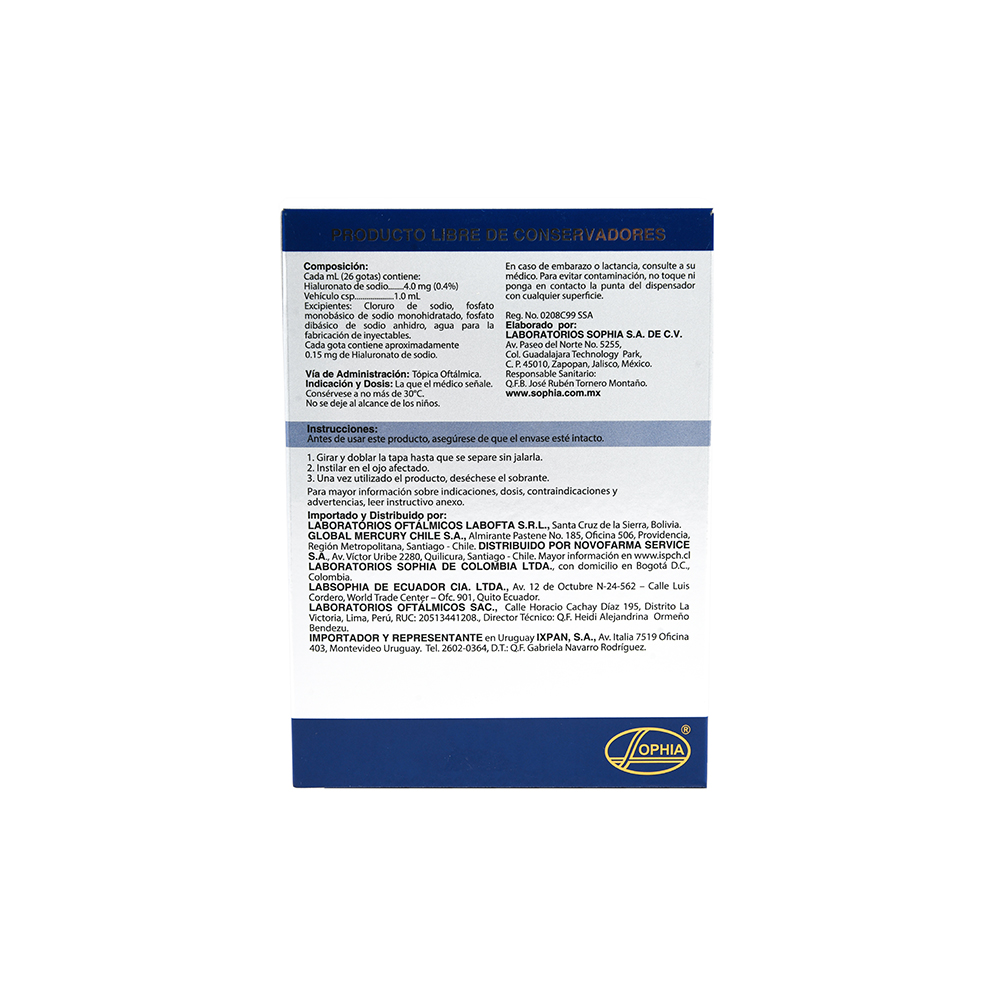 PRODUCTO LIBRE DE CONSERVADORES
Composición:
Cada mL (26 gotas) contiene:
Hialuronato de sodio.......4.0 mg (0.4%)
Vehículo csp.................1.0 mL
Excipientes: Cloruro de sodio, fosfato
monobásico de sodio monohidratado, fosfato
dibásico de sodio anhidro, agua para la
fabricación de inyectables.
Cada gota contiene aproximadamente
0.15 mg de Hialuronato de sodio.
Vía de Administración: Tópica Oftálmica.
Indicación y Dosis: La que el médico señale.
Consérvese a no más de 30°C.
No se deje al alcance de los niños.
En caso de embarazo o lactancia, consulte a su
médico. Para evitar contaminación, no toque ni
ponga en contacto la punta del dispensador
con cualquier superficie.
Reg. No. 0208C99 SSA
Elaborado por:
LABORATORIOS SOPHIA S.A. DE C.V.
Av. Paseo del Norte No. 5255,
Col. Guadalajara Technology Park,
C. P. 45010, Zapopan, Jalisco, México.
Responsable Sanitario:
Q.F.B. José Rubén Tornero Montaño.
www.sophia.com.mx
Instrucciones:
Antes de usar este producto, asegúrese de que el envase esté intacto.
1. Girar y doblar la tapa hasta que se separe sin jalarla.
2. Instilar en el ojo afectado.
3. Una vez utilizado el producto, deséchese el sobrante.
Para mayor información sobre indicaciones, dosis, contraindicaciones y
advertencias, leer instructivo anexo.
Importado y Distribuido por:
LABORATORIOS OFTÁLMICOS LABOFTA S.R.L., Santa Cruz de la Sierra, Bolivia.
GLOBAL MERCURY CHILE S.A., Almirante Pastene No. 185, Oficina 506, Providencia,
Región Metropolitana, Santiago - Chile. DISTRIBUIDO POR NOVOFARMA SERVICE
S.A., Av. Víctor Uribe 2280, Quilicura, Santiago - Chile. Mayor información en www.ispch.cl
LABORATORIOS SOPHIA DE COLOMBIA LTDA., con domicilio en Bogotá D.C.,
Colombia.
LABSOPHIA DE ECUADOR CIA. LTDA., Av. 12 de Octubre N-24-562 – Calle Luis
Cordero, World Trade Center – Ofc. 901, Quito Ecuador.
LABORATORIOS OFTÁLMICOS SAC., Calle Horacio Cachay Díaz 195, Distrito La
Victoria, Lima, Perú, RUC: 20513441208., Director Técnico: Q.F. Heidi Alejandrina Ormeño
Bendezu.
IMPORTADOR Y REPRESENTANTE en Uruguay IXPAN, S.A., Av. Italia 7519 Oficina
403, Montevideo Uruguay. Tel. 2602-0364, D.T.: Q.F. Gabriela Navarro Rodríguez.
SOPHIA®